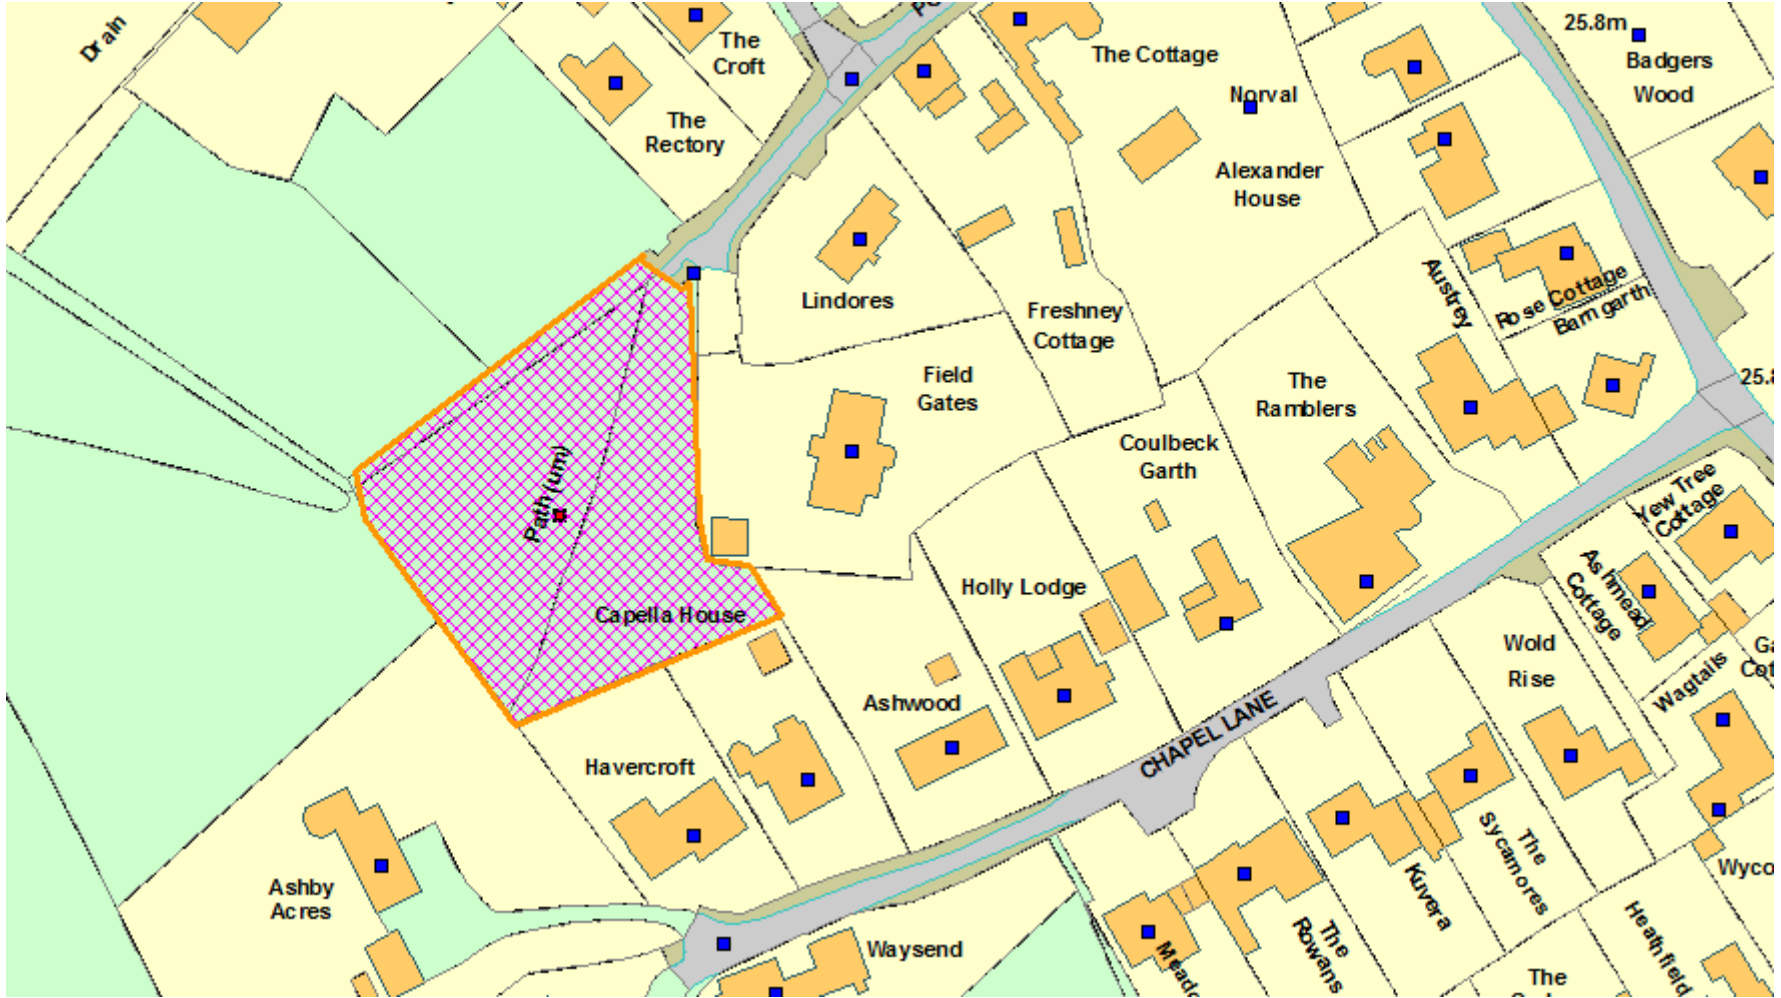 Drain
The
Croft
The
Rectory
The Cottage
Norval
Alexander
House
25.8m
Badgers
Wood
Lindores
Freshney
Cottage
Austrey
Rose Cottage
Barngarth
Field
Gates
The
Ramblers
Coulbeck
Garth
Path (um)
Capella House
Holly Lodge
Yew Tree
Cottage
Ashmead
Cottage
Wold
Rise
Wagtails
Ashwood
CHAPEL LANE
Havercroft
The
Sycamores
Kuvera
Ashby
Acres
Waysend
The
Rowans
Heathfield
The